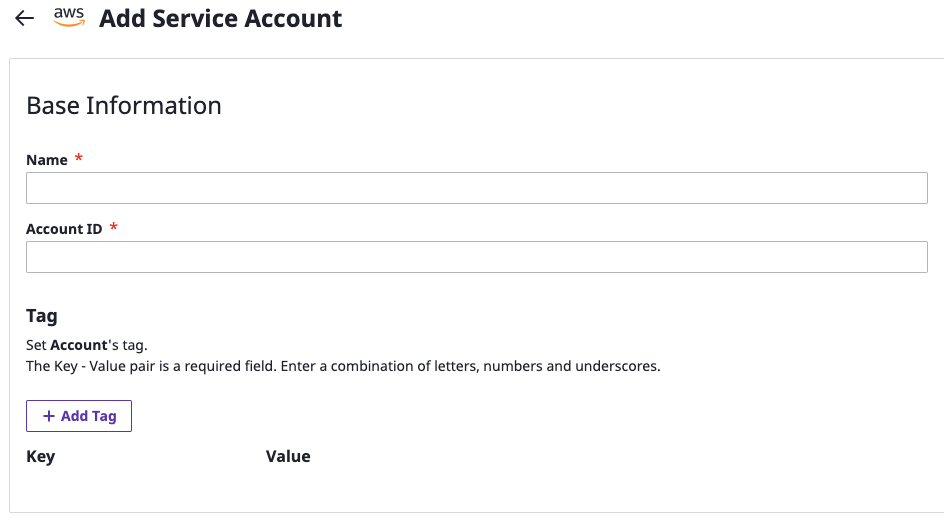 aws
Add Service Account
Base Information
Name *
Account ID *
Tag
Set Account's tag.
The Key - Value pair is a required field. Enter a combination of letters, numbers and underscores.
+ Add Tag
Key Value